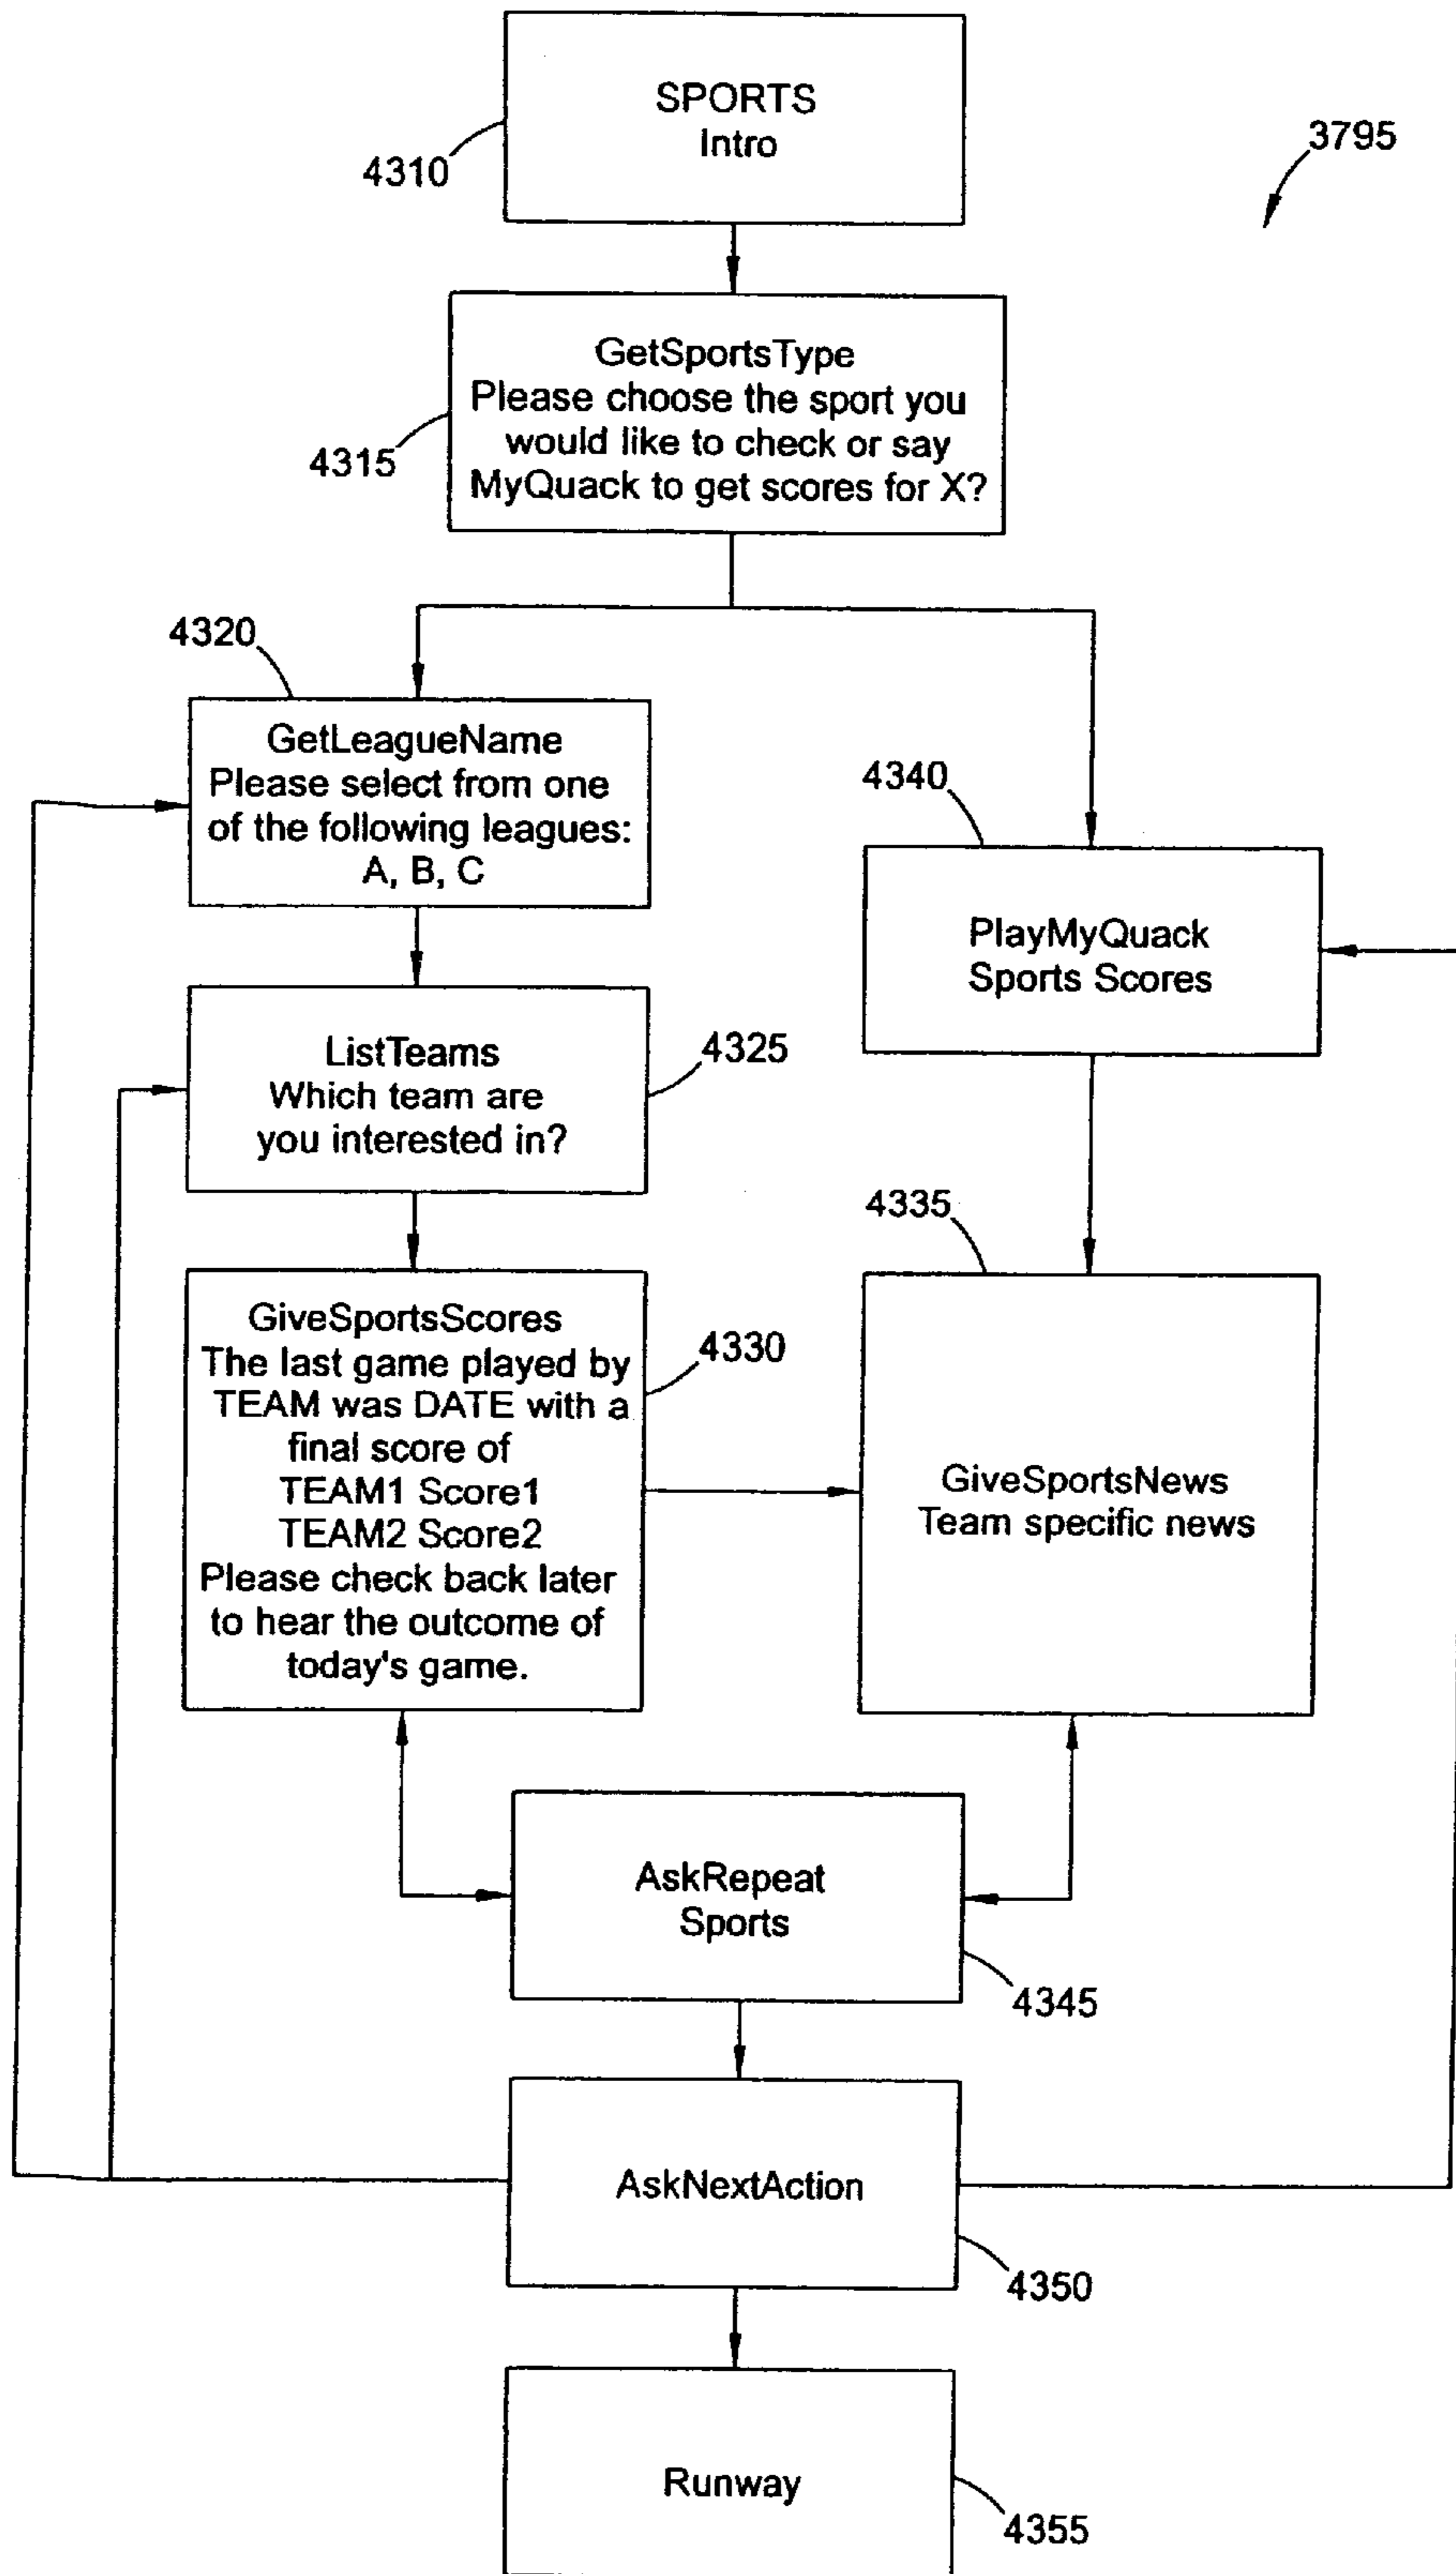 SPORTS
Intro
4310
3795
GetSportsType
Please choose the sport you
would like to check or say
MyQuack to get scores for X?
4315
4320
GetLeagueName
Please select from one
of the following leagues:
A, B, C
4340
PlayMyQuack
Sports Scores
ListTeams
Which team are
you interested in?
4325
4335
GiveSportsScores
The last game played by
TEAM was DATE with a
final score of
TEAM1 Score1
TEAM2 Score2
Please check back later
to hear the outcome of
today's game.
4330
GiveSportsNews
Team specific news
AskRepeat
Sports
4345
AskNextAction
4350
Runway
4355